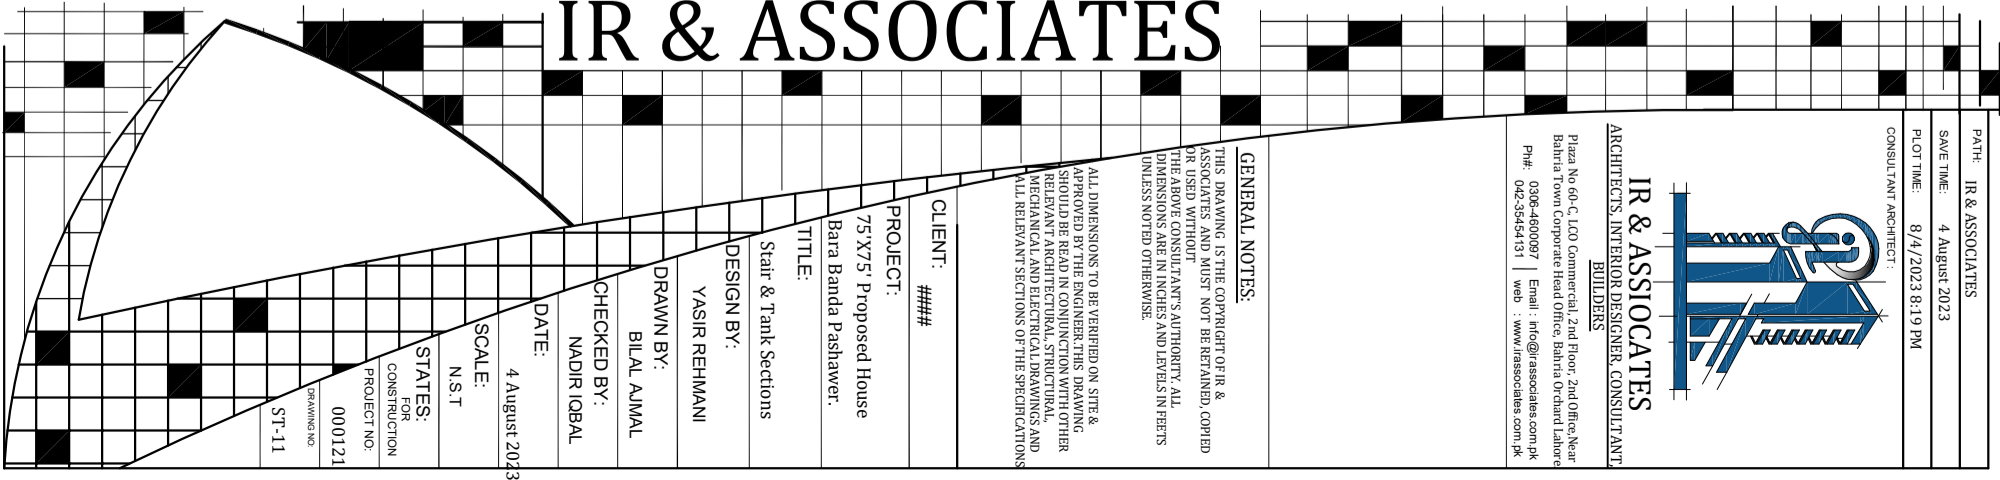 IR & ASSOCIATES
PATH: IR & ASSOCIATES
SAVE TIME: 4 August 2023
PLOT TIME: 8/4/2023 8:19 PM
CONSULTANT ARCHITECT :
IR & ASSIOCATES
ARCHITECTS, INTERIOR DESIGNER, CONSULTANT,
BUILDERS
Plaza No 60-C, LCO Commercial, 2nd Floor, 2nd Office,Near
Bahria Town Corporate Head Office, Bahria Orchard Lahore
Ph#: 0306-4600097 | Email : info@irassociates.com.pk
042-35454131 | web : www.irassociates.com.pk
GENERAL NOTES:
THIS DRAWING IS THE COPYRIGHT OF IR &
ASSOCIATES AND MUST NOT BE RETAINED, COPIED
OR USED WITHOUT
THE ABOVE CONSULTANT'S AUTHORITY. ALL
DIMENSIONS ARE IN INCHES AND LEVELS IN FEETS
UNLESS NOTED OTHERWISE.
ALL DIMENSIONS TO BE VERIFIED ON SITE &
APPROVED BY THE ENGINEER.THIS DRAWING
SHOULD BE READ IN CONJUNCTION WITH OTHER
RELEVANT ARCHITECTURAL, STRUCTURAL,
MECHANICAL AND ELECTRICAL DRAWINGS AND
ALL RELEVANT SECTIONS OF THE SPECIFICATIONS
CLIENT: ####
PROJECT:
75'X75' Proposed House
Bara Banda Pashawer.
TITLE:
Stair & Tank Sections
DESIGN BY:
YASIR REHMANI
DRAWN BY:
BILAL AJMAL
CHECKED BY:
NADIR IQBAL
DATE:
4 August 2023
SCALE:
N.S.T
STATES:
FOR
CONSTRUCTION
PROJECT NO:
000121
DRAWING NO:
ST-11